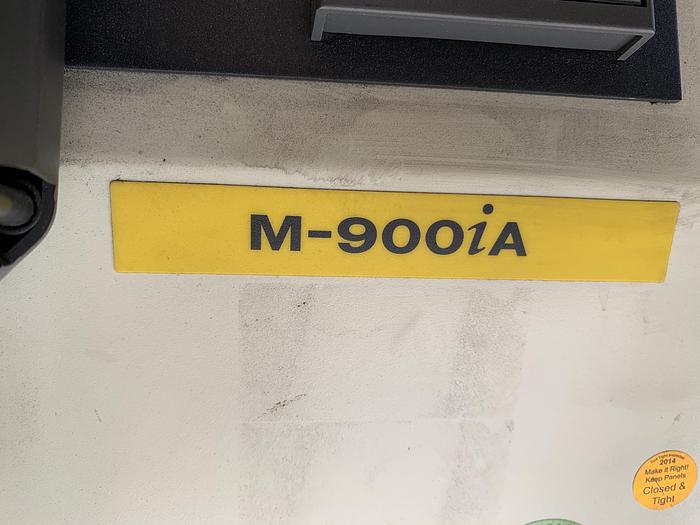 M-900iA
2014
Make it Right!
Keep Panels
Closed &
Tight